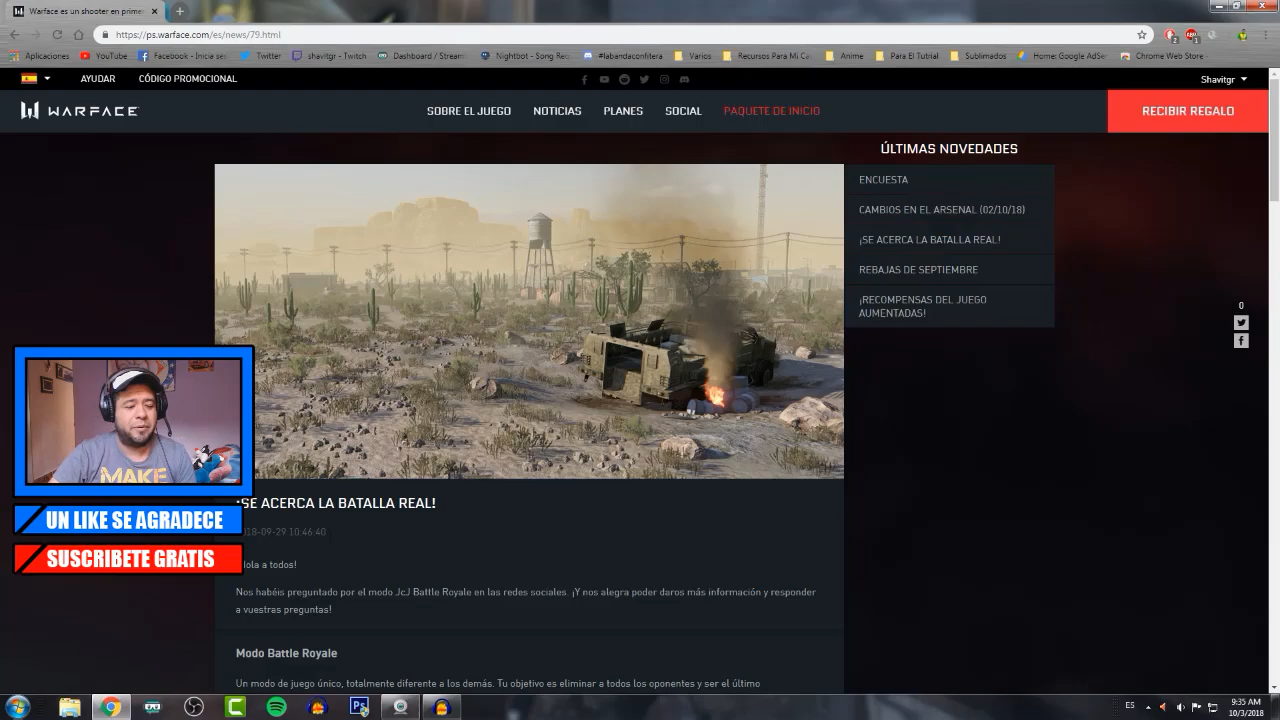 Warface es un shooter en prime
https://ps.warface.com/es/news/79.html
Aplicaciones
YouTube
Facebook - Inicia ses
Twitter
shavitgr - Twitch
Dashboard / Stream
Nightbot - Song Req
#labandaconfitera
Varios
Recursos Para Mi Ca
Anime
Para El Tutrial
Sublimados
Home: Google AdSen
Chrome Web Store
AYUDAR
CÓDIGO PROMOCIONAL
Shavitgr
WARFACE
SOBRE EL JUEGO
NOTICIAS
PLANES
SOCIAL
PAQUETE DE INICIO
RECIBIR REGALO
ÚLTIMAS NOVEDADES
ENCUESTA
CAMBIOS EN EL ARSENAL (02/10/18)
¡SE ACERCA LA BATALLA REAL!
REBAJAS DE SEPTIEMBRE
¡RECOMPENSAS DEL JUEGO
AUMENTADAS!
0
MAKE
UN LIKE SE AGRADECE
SUSCRIBETE GRATIS
¡SE ACERCA LA BATALLA REAL!
018-09-29 10:46:40
Hola a todos!
Nos habéis preguntado por el modo JcJ Battle Royale en las redes sociales. ¡Y nos alegra poder daros más información y responder
a vuestras preguntas!
Modo Battle Royale
Un modo de juego único, totalmente diferente a los demás. Tu objetivo es eliminar a todos los oponentes y ser el último
ES
9:35 AM
10/3/2018